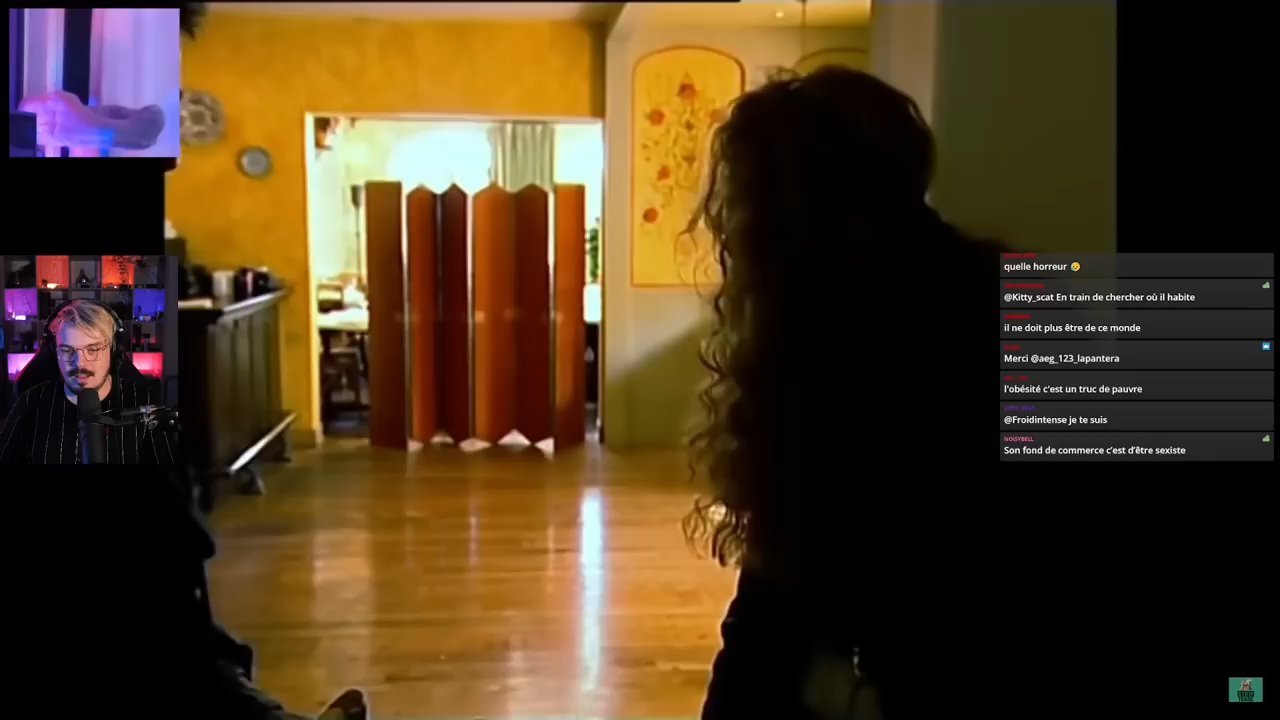 quelle horreur 😢
@Kitty_scat En train de chercher où il habite
il ne doit plus être de ce monde
Merci @aeg_123_lapantera
l'obésité c'est un truc de pauvre
@Froidintense je te suis
NOISYBELL
Son fond de commerce c'est d'être sexiste